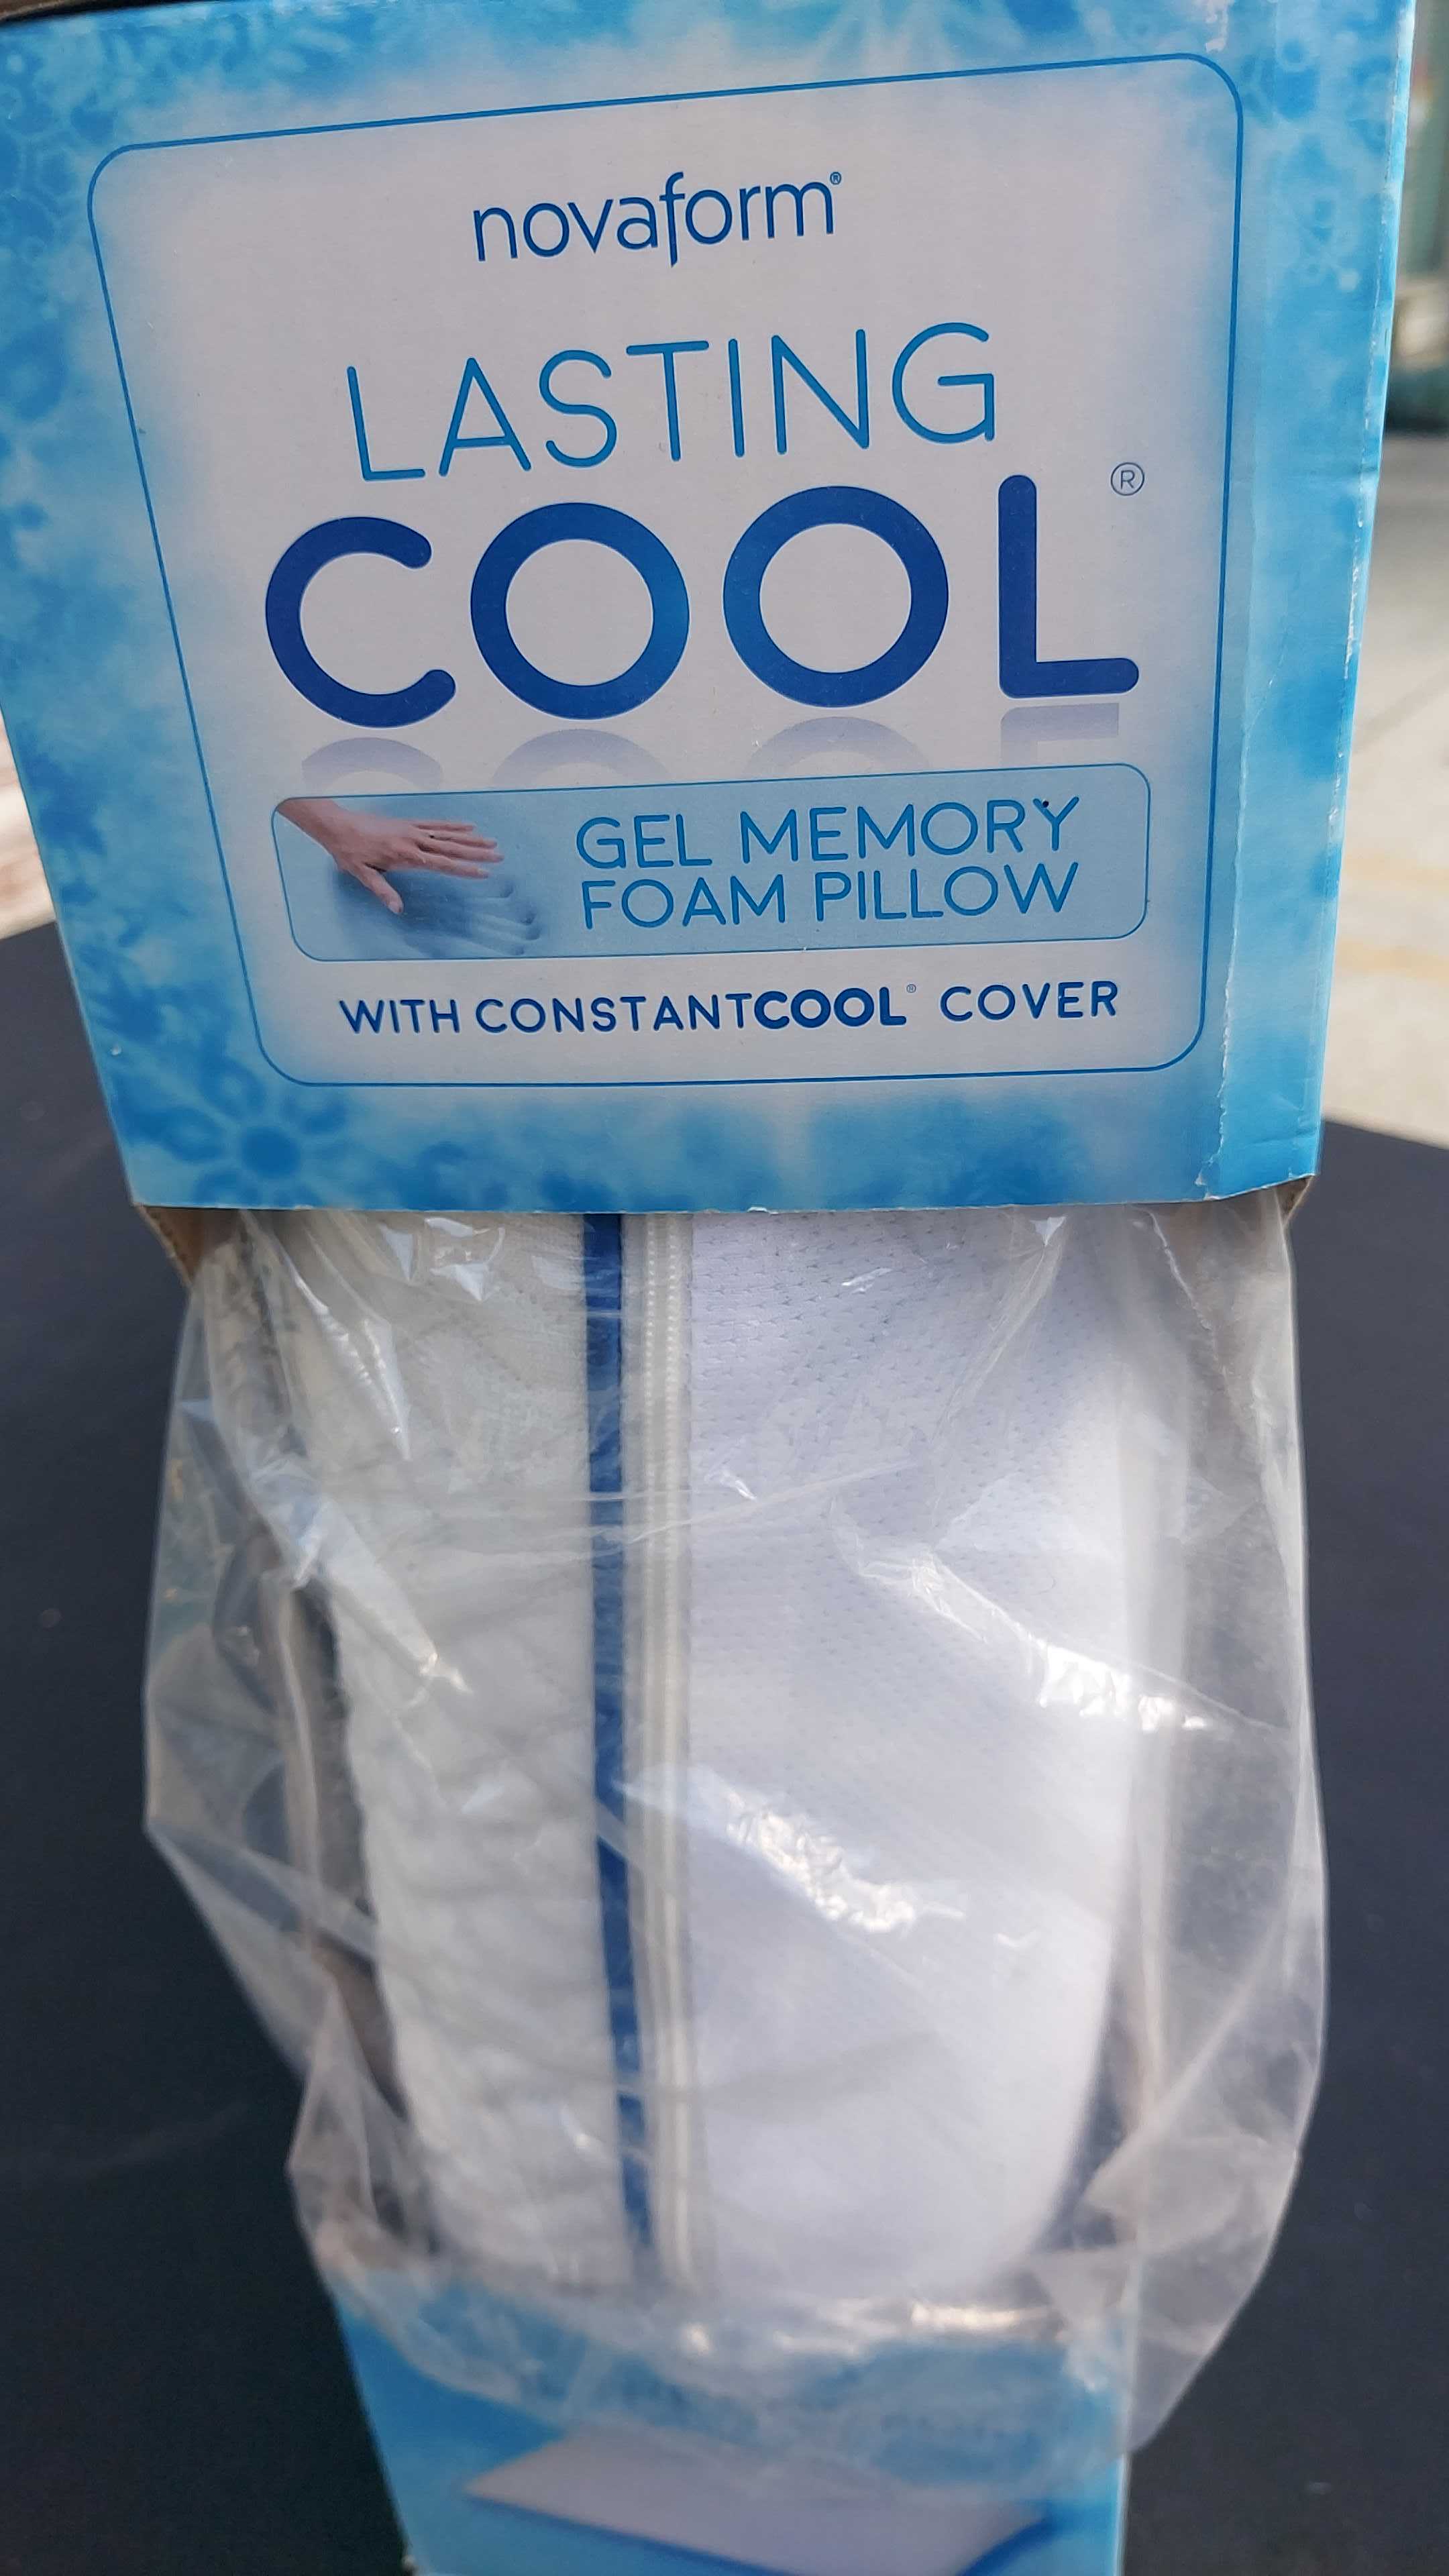 novaform®
LASTING
COOL®
GEL MEMORY
FOAM PILLOW
WITH CONSTANTCOOL® COVER